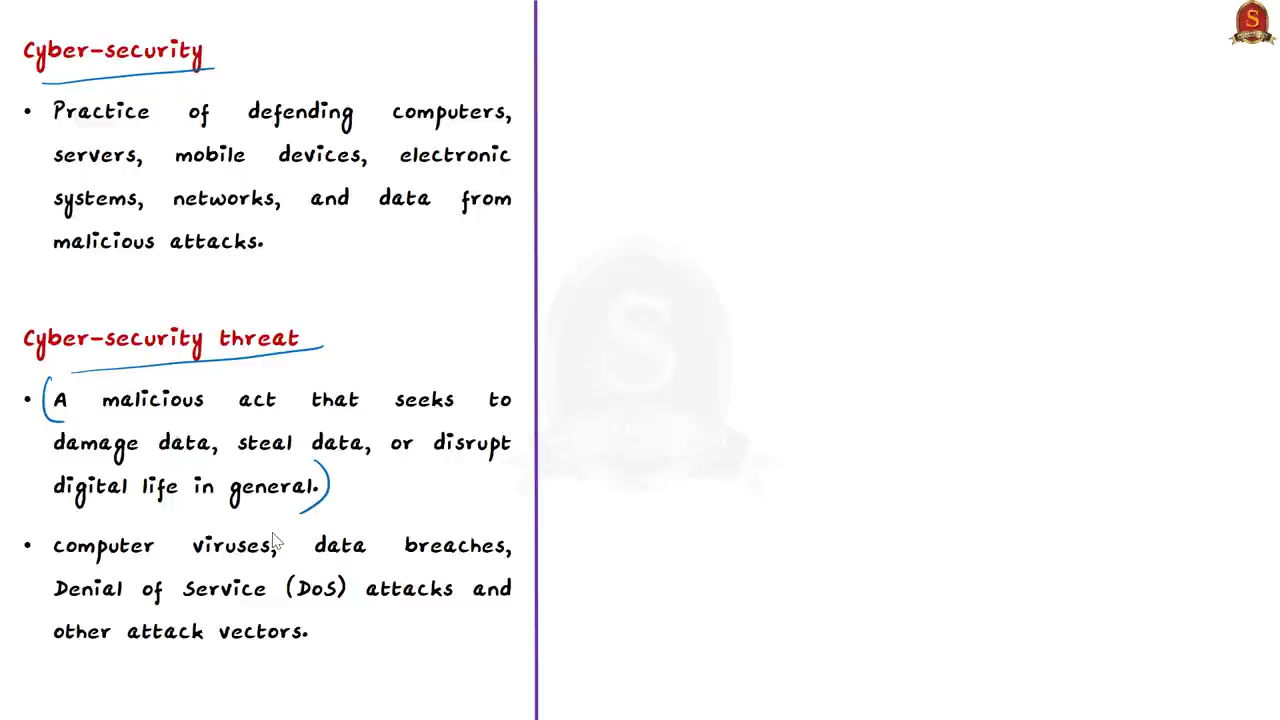 Cyber-security
• Practice of defending computers,
servers, mobile devices, electronic
systems, networks, and data from
malicious attacks.
Cyber-security threat
• A malicious act that seeks to
damage data, steal data, or disrupt
digital life in general.
• computer viruses, data breaches,
Denial of Service (DoS) attacks and
other attack vectors.
S
S